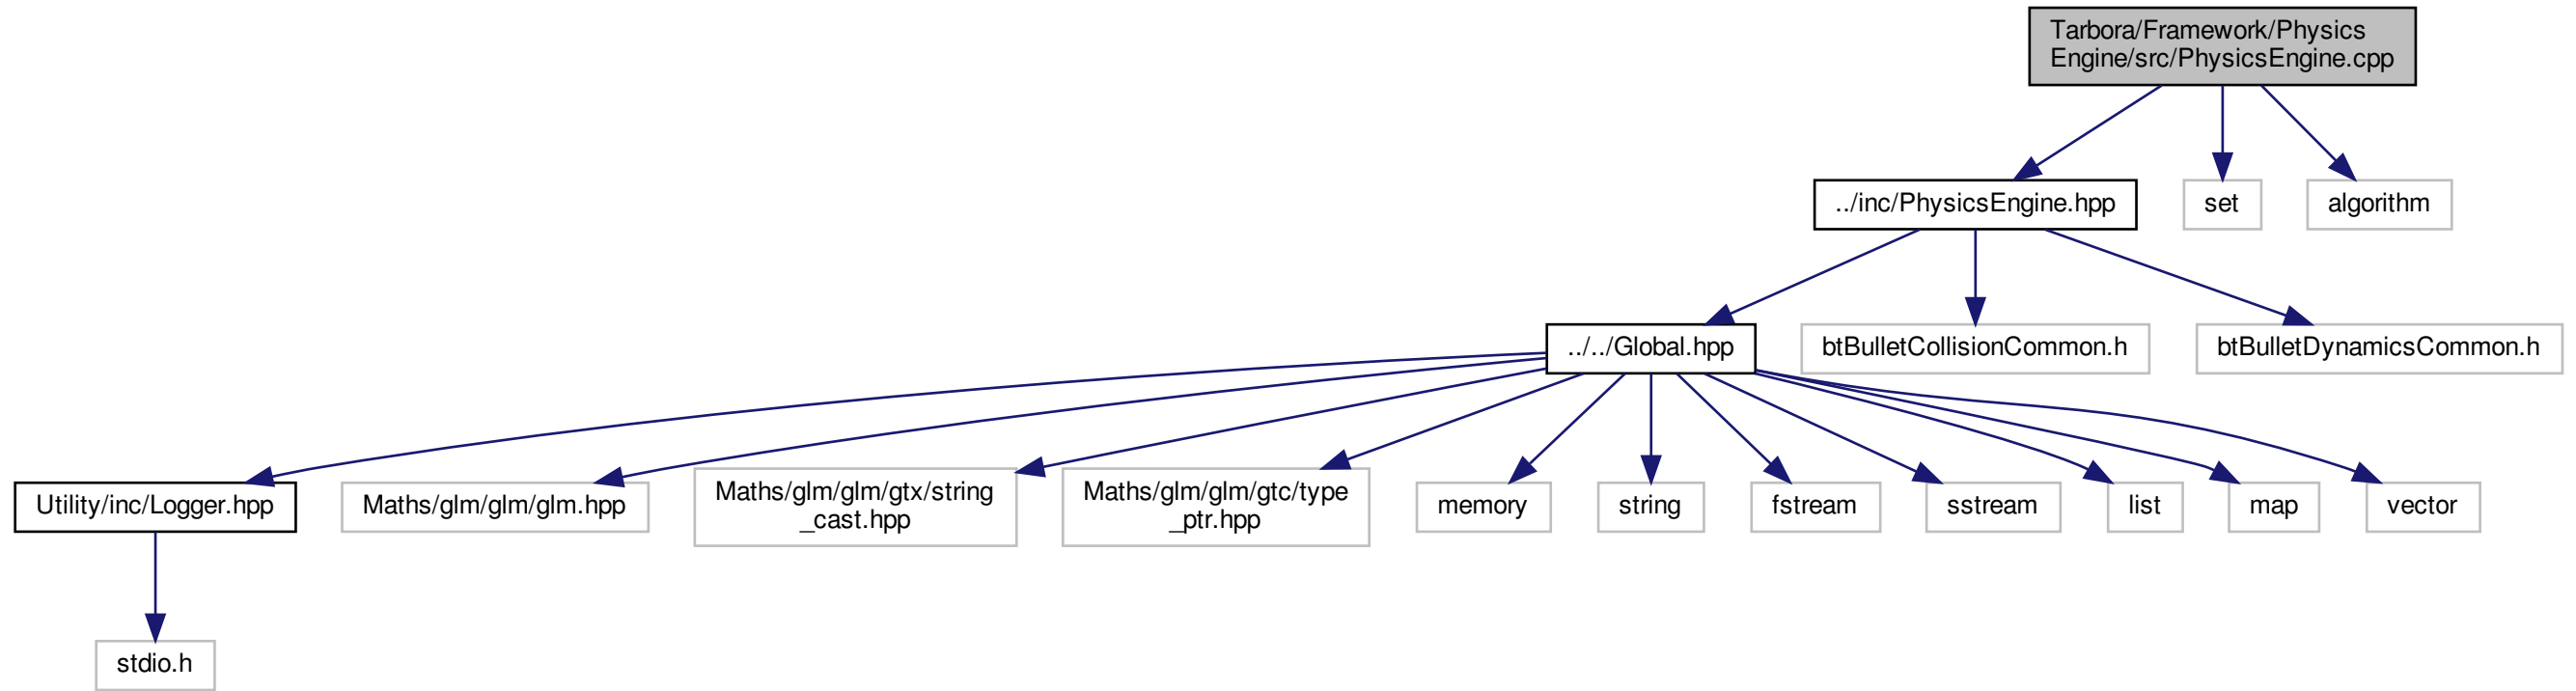 Tarbora/Framework/Physics
Engine/src/PhysicsEngine.cpp
../inc/PhysicsEngine.hpp
set
algorithm
../../Global.hpp
btBulletCollisionCommon.h
btBulletDynamicsCommon.h
Utility/inc/Logger.hpp
Maths/glm/glm/glm.hpp
Maths/glm/glm/gtx/string
_cast.hpp
Maths/glm/glm/gtc/type
_ptr.hpp
memory
string
fstream
sstream
list
map
vector
stdio.h